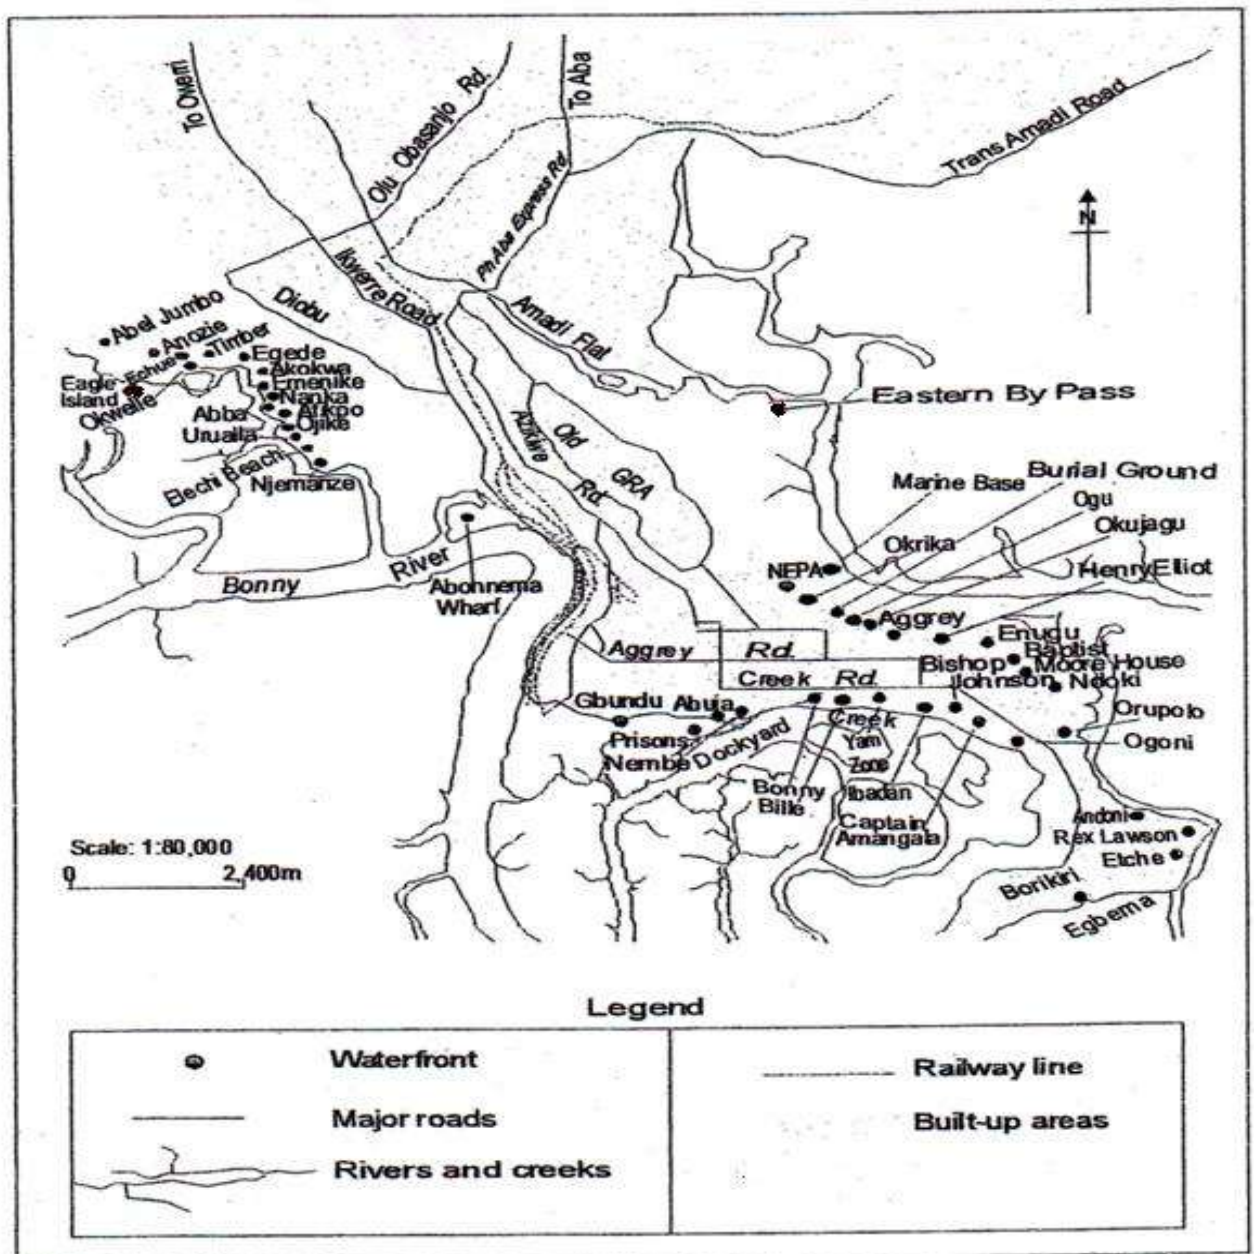 To Owerri
Olu Obasanjo Rd.
To Aba
Trans Amadi Road
Ph Aba Express Rd.
N
Ikwerre Road
Diobu
Amadi Flat
Abel Jumbo
Anozie
Timber
Echue
Egede
Akokwa
Eagle
Island
Emenike
Okwelle
Nanka
Abba
Afikpo
Ojike
Urualla
Elechi Beach
Njemanze
Azikiwe
Rd.
Old
GRA
Eastern By Pass
Marine Base
Burial Ground
Ogu
Okujagu
Okrika
NEPA
Henry Elliot
Bonny
River
Abonnema
Wharf
Aggrey
Enugu
Aggrey
Rd.
Baptist
Bishop
Moore House
Johnson
Ndoki
Creek
Rd.
Gbundu
Abuja
Creek
Orupolo
Ogoni
Prisons
Nembe
Dockyard
Yam
Zone
Bonny
Bille
Ibadan
Captain
Amangala
Andoni
Rex Lawson
Etche
Scale: 1:80,000
0
2,400m
Borikiri
Egbema
Legend
Waterfront
Railway line
Major roads
Built-up areas
Rivers and creeks